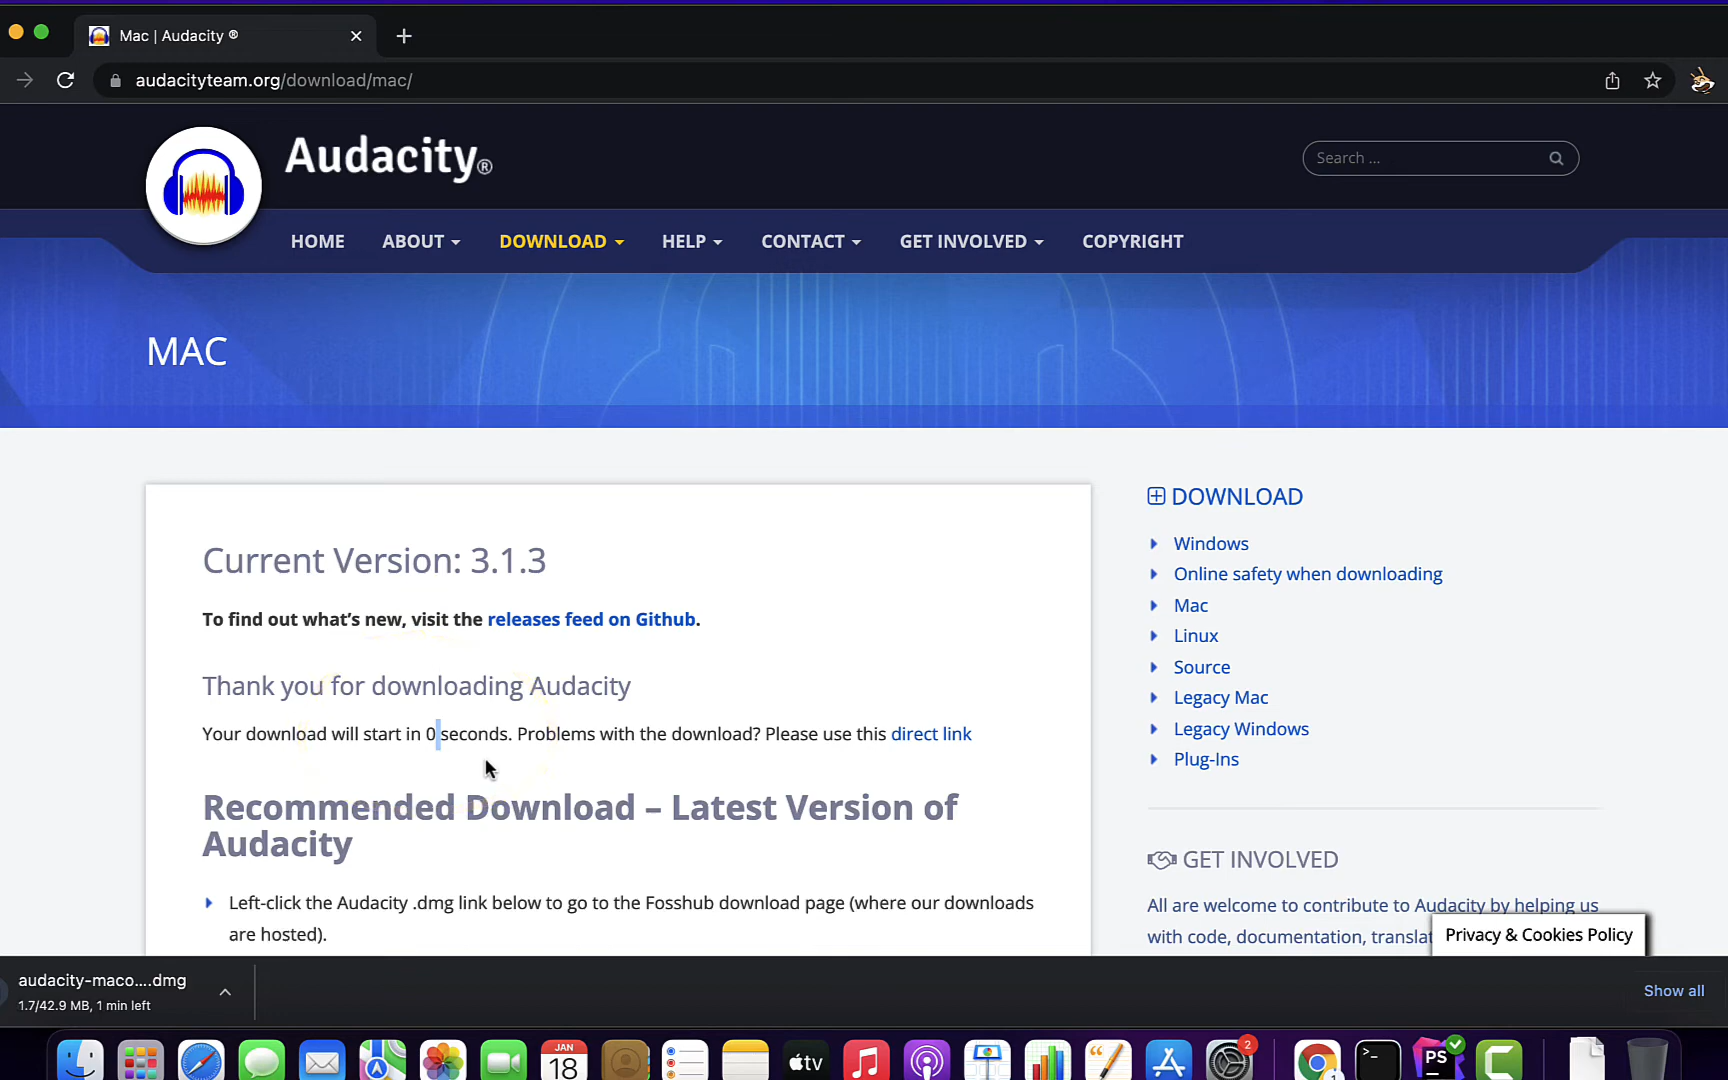 Mac | Audacity ®
audacityteam.org/download/mac/
Audacity®
Search ...
HOME
ABOUT
DOWNLOAD
HELP
CONTACT
GET INVOLVED
COPYRIGHT
MAC
Current Version: 3.1.3
To find out what's new, visit the releases feed on Github.
Thank you for downloading Audacity
Your download will start in 0 seconds. Problems with the download? Please use this direct link
Recommended Download – Latest Version of
Audacity
Left-click the Audacity .dmg link below to go to the Fosshub download page (where our downloads
are hosted).
DOWNLOAD
Windows
Online safety when downloading
Mac
Linux
Source
Legacy Mac
Legacy Windows
Plug-Ins
GET INVOLVED
All are welcome to contribute to Audacity by helping us
with code, documentation,
Privacy & Cookies Policy
audacity-maco....dmg
1.7/42.9 MB, 1 min left
Show all
JAN
18
tv
2
1
>_
PS